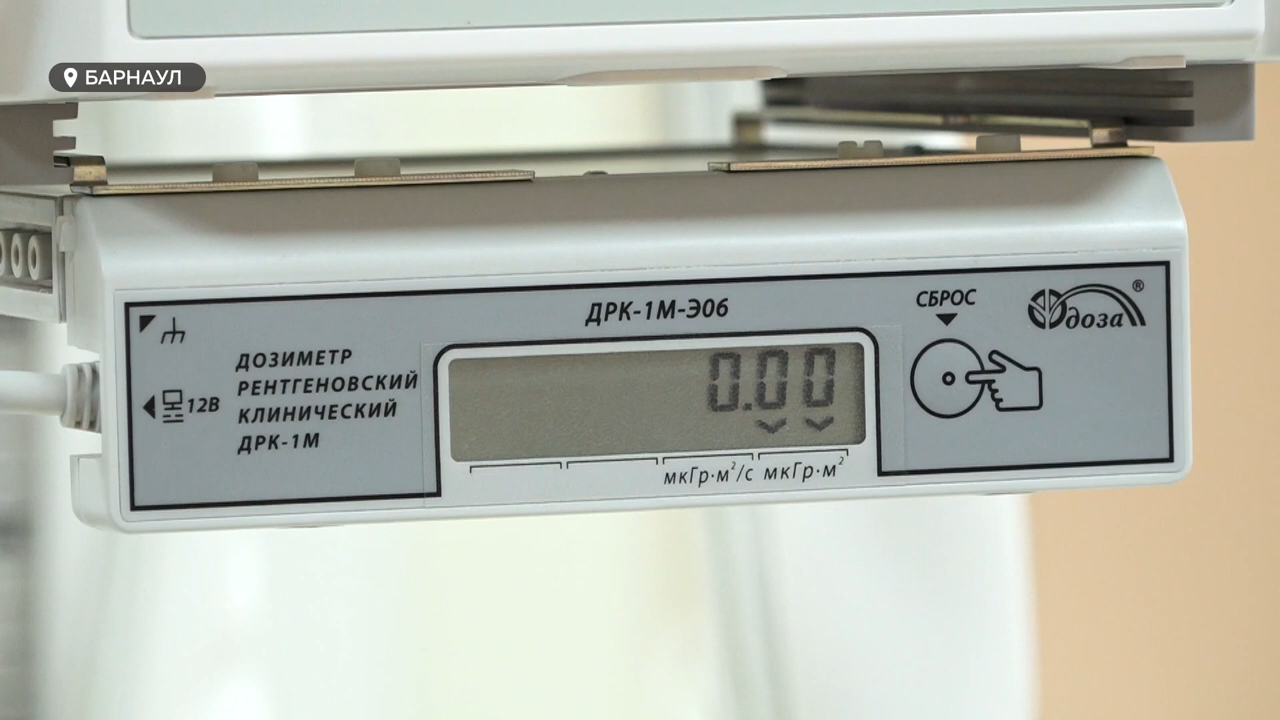 БАРНАУЛ
ДРК-1М-Э06
12В
ДОЗИМЕТР
РЕНТГЕНОВСКИЙ
КЛИНИЧЕСКИЙ
ДРК-1М
0.00
мкГр·м²/с мкГр·м²
СБРОС
доза®